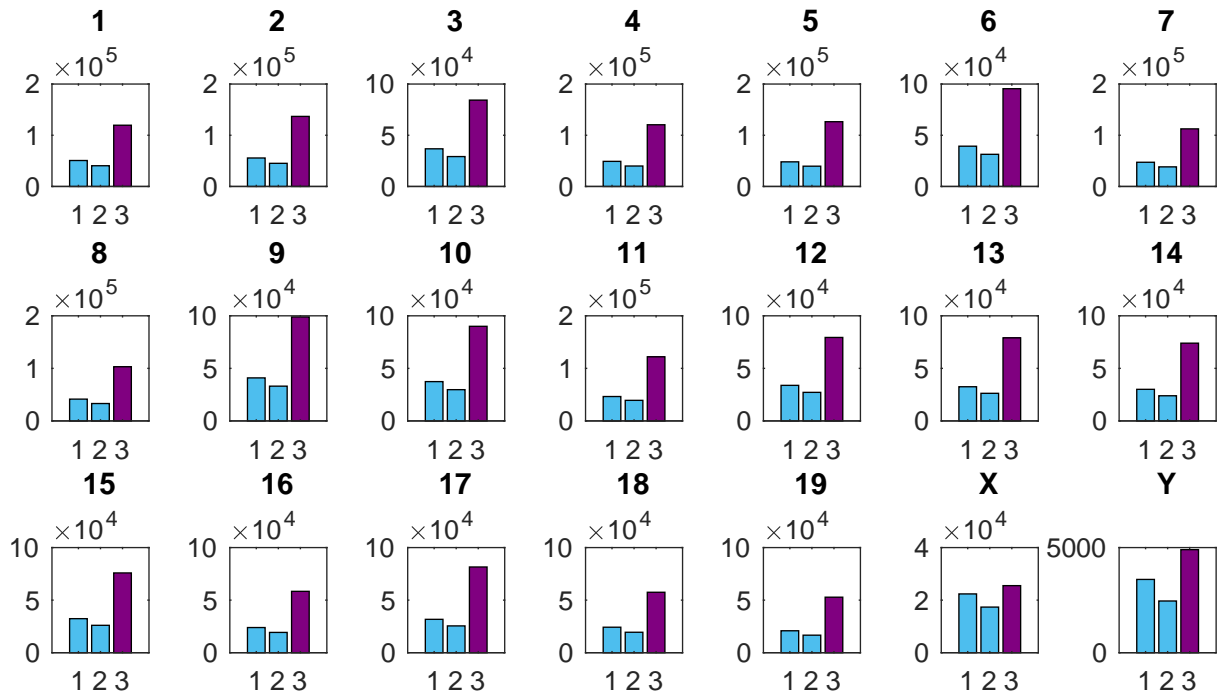 1 2 3 4 5 6 7
×10^5 ×10^5 ×10^4 ×10^5 ×10^5 ×10^4 ×10^5
2 2 10 2 2 10 2
1 1 5 1 1 5 1
0 0 0 0 0 0 0
1 2 3 1 2 3 1 2 3 1 2 3 1 2 3 1 2 3 1 2 3
8 9 10 11 12 13 14
×10^5 ×10^4 ×10^4 ×10^5 ×10^4 ×10^4 ×10^4
2 10 10 2 10 10 10
1 5 5 1 5 5 5
0 0 0 0 0 0 0
1 2 3 1 2 3 1 2 3 1 2 3 1 2 3 1 2 3 1 2 3
15 16 17 18 19 X Y
×10^4 ×10^4 ×10^4 ×10^4 ×10^4 ×10^4
10 10 10 10 10 4 5000
5 5 5 5 5 2
0 0 0 0 0 0 0
1 2 3 1 2 3 1 2 3 1 2 3 1 2 3 1 2 3 1 2 3